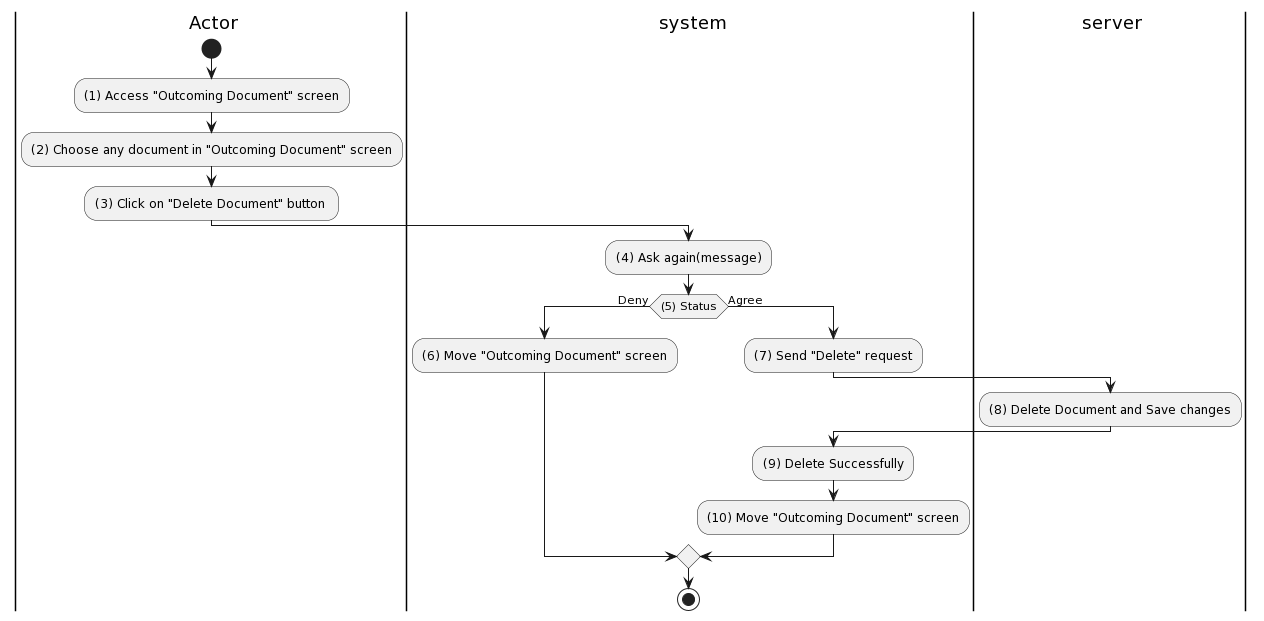 Actor
system
server
(1) Access "Outcoming Document" screen
(2) Choose any document in "Outcoming Document" screen
(3) Click on "Delete Document" button
(4) Ask again(message)
Deny
(5) Status
Agree
(6) Move "Outcoming Document" screen
(7) Send "Delete" request
(8) Delete Document and Save changes
(9) Delete Successfully
(10) Move "Outcoming Document" screen